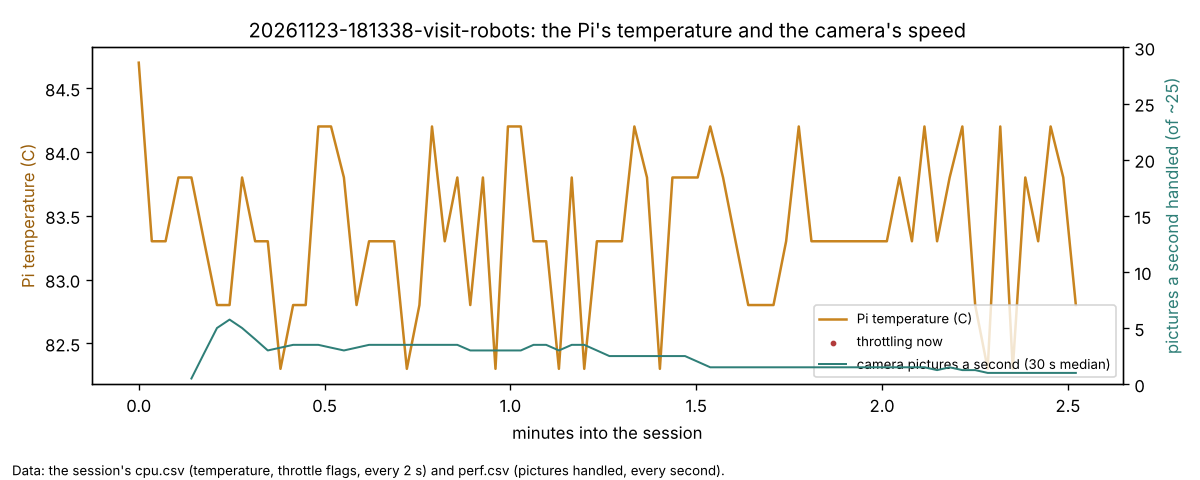 20261123-181338-visit-robots: the Pi's temperature and the camera's speed
Pi temperature (C)
84.5
84.0
83.5
83.0
82.5
30
25
20
15
10
5
0
pictures a second handled (of ~25)
Pi temperature (C)
throttling now
camera pictures a second (30 s median)
0.0 0.5 1.0 1.5 2.0 2.5
minutes into the session
Data: the session's cpu.csv (temperature, throttle flags, every 2 s) and perf.csv (pictures handled, every second).